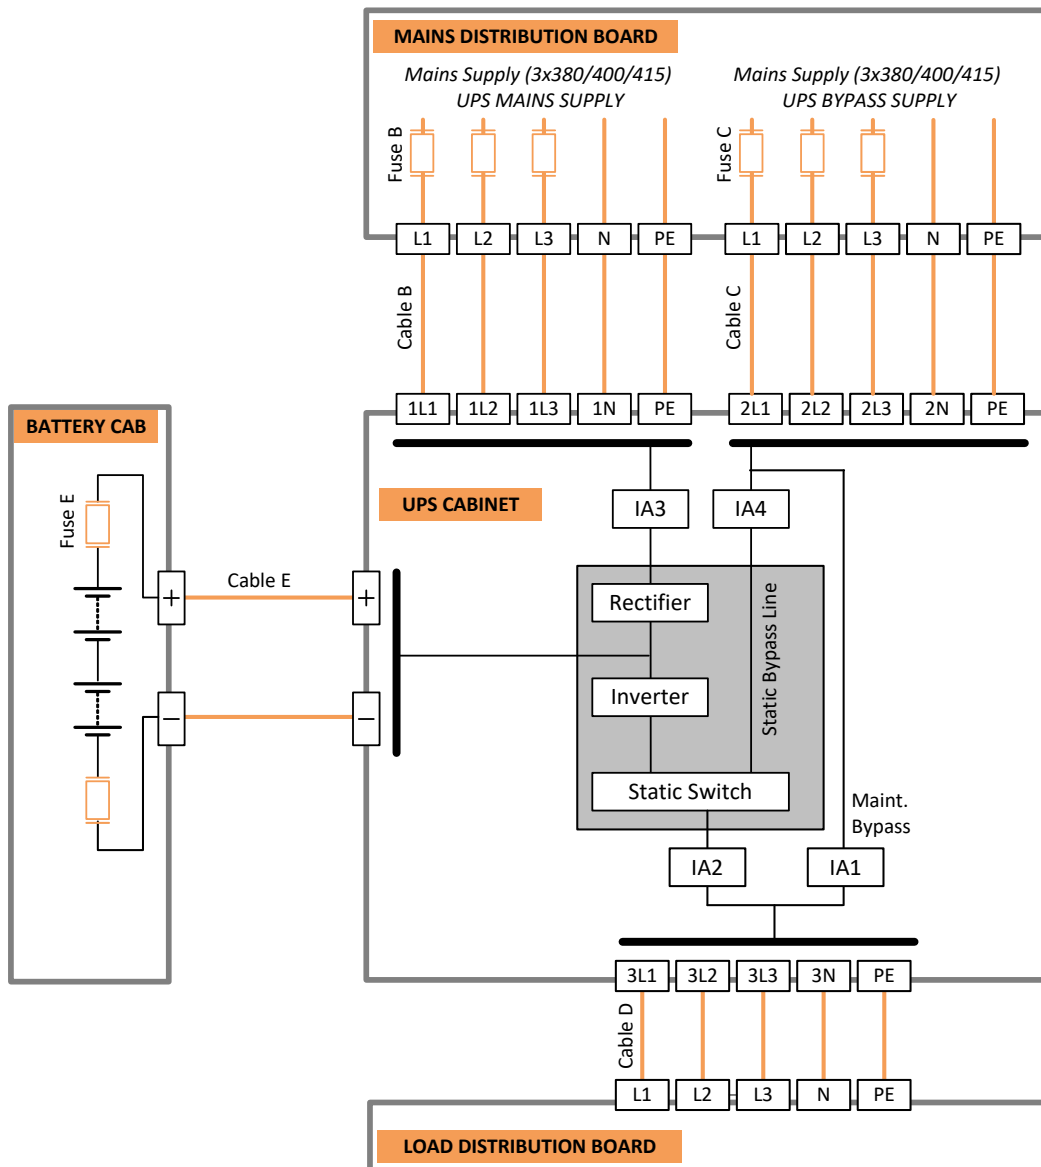 MAINS DISTRIBUTION BOARD
Mains Supply (3x380/400/415)
UPS MAINS SUPPLY
Mains Supply (3x380/400/415)
UPS BYPASS SUPPLY
Fuse B
Fuse C
L1 L2 L3 N PE
L1 L2 L3 N PE
Cable B
Cable C
1L1 1L2 1L3 1N PE
2L1 2L2 2L3 2N PE
BATTERY CAB
Fuse E
UPS CABINET
IA3
IA4
Cable E
+
+
Rectifier
Static Bypass Line
Inverter
−
−
Static Switch
Maint.
Bypass
IA2
IA1
3L1 3L2 3L3 3N PE
Cable D
L1 L2 L3 N PE
LOAD DISTRIBUTION BOARD